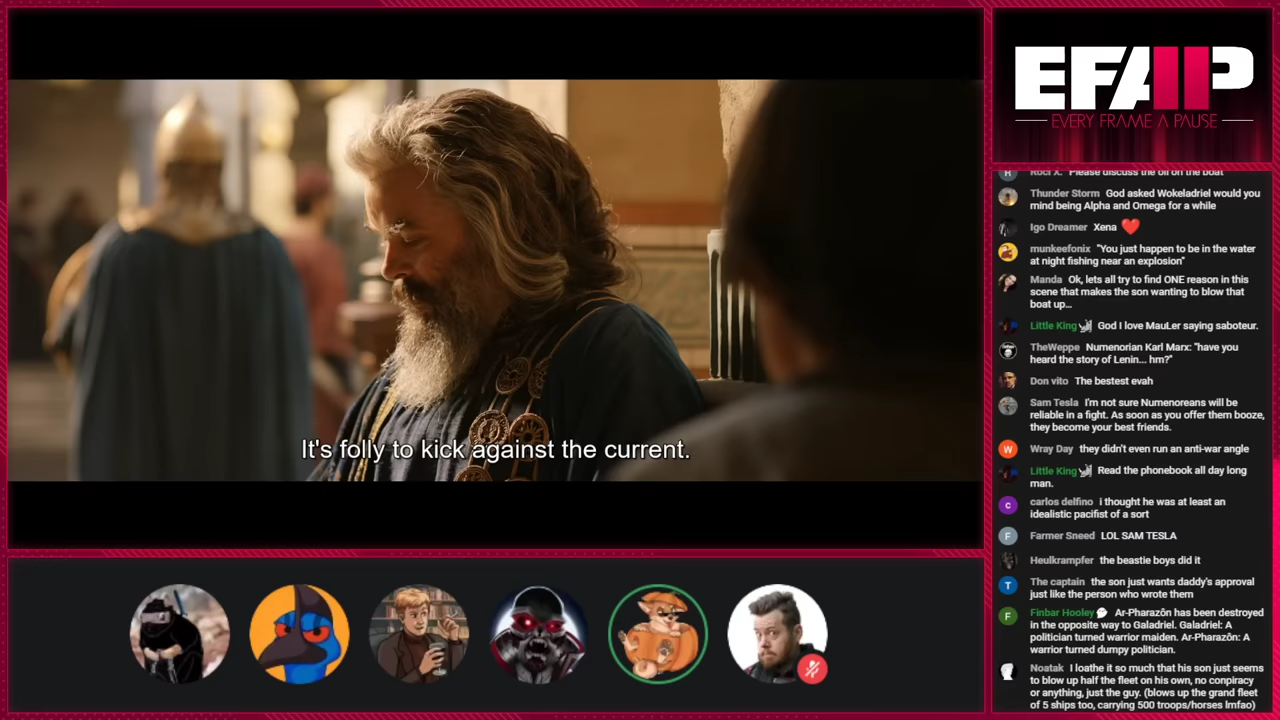 EFAP
EVERY FRAME A PAUSE
It's folly to kick against the current.
Roci X. Please discuss the oil on the boat
Thunder Storm God asked Wokeladriel would you
mind being Alpha and Omega for a while
Igo Dreamer Xena ❤️
munkeefonix "You just happen to be in the water
at night fishing near an explosion"
Manda Ok, lets all try to find ONE reason in this
scene that makes the son wanting to blow that
boat up...
Little King God I love MauLer saying saboteur.
TheWeppe Numenorian Karl Marx: "have you
heard the story of Lenin... hm?"
Don vito The bestest evah
Sam Tesla I'm not sure Numenoreans will be
reliable in a fight. As soon as you offer them booze,
they become your best friends.
W
Wray Day they didn't even run an anti-war angle
Little King Read the phonebook all day long
man.
c
carlos delfino i thought he was at least an
idealistic pacifist of a sort
F
Farmer Sneed LOL SAM TESLA
Heulkrampfer the beastie boys did it
T
The captain the son just wants daddy's approval
just like the person who wrote them
F
Finbar Hooley Ar-Pharazôn has been destroyed
in the opposite way to Galadriel. Galadriel: A
politician turned warrior maiden. Ar-Pharazôn: A
warrior turned dumpy politician.
Noatak I loathe it so much that his son just seems
to blow up half the fleet on his own, no conpiracy
or anything, just the guy. (blows up the grand fleet
of 5 ships too, carrying 500 troops/horses lmfao)